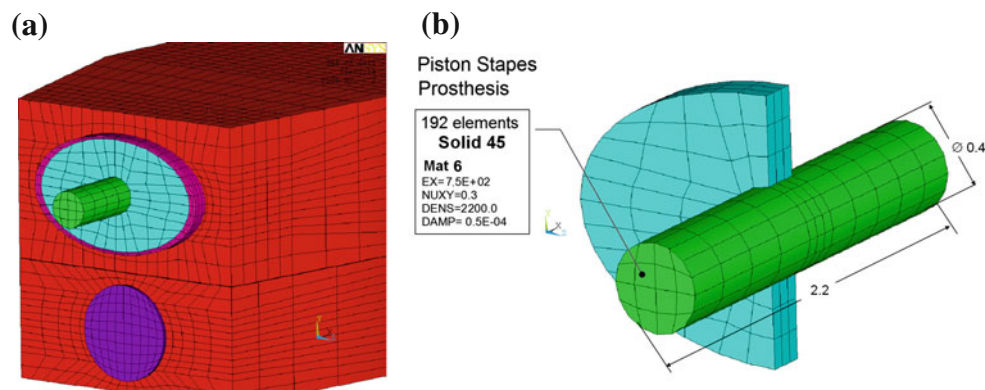 (a)
(b)
ANSYS
Piston Stapes
Prosthesis
192 elements
Solid 45
Mat 6
EX=7.5E+02
NUXY=0.3
DENS=2200.0
DAMP= 0.5E-04
Ø 0.4
2.2